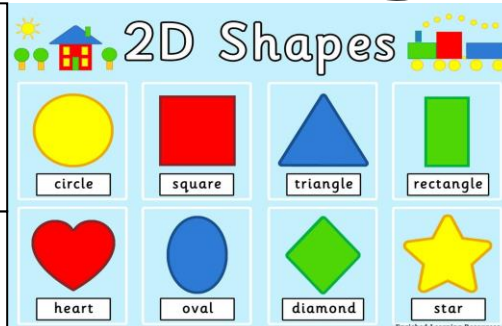 2D Shapes
circle
square
triangle
rectangle
heart
oval
diamond
star